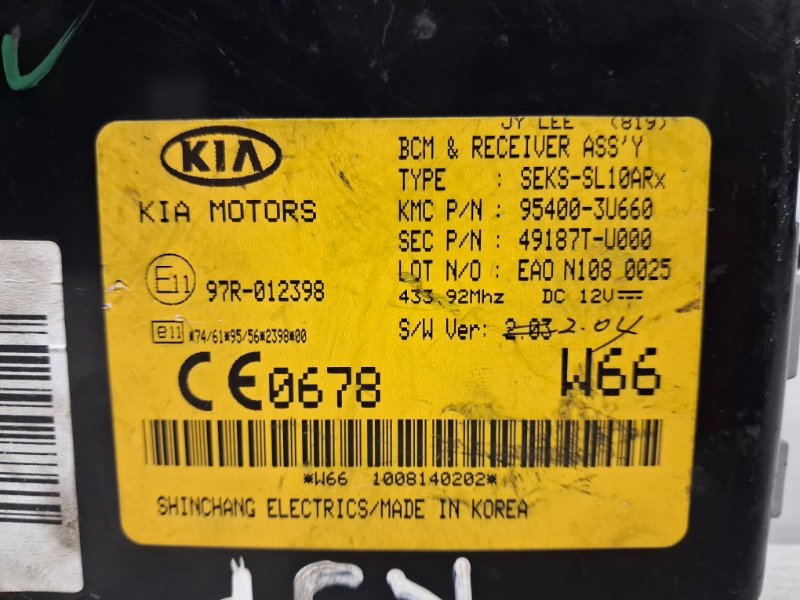 JY LEE (819)
KIA
KIA MOTORS
BCM & RECEIVER ASS'Y
TYPE : SEKS-SL10ARx
KMC P/N : 95400-3U660
SEC P/N : 49187T-U000
LOT N/O : EAO N108 0025
E11 97R-012398
433.92Mhz DC 12V
e11 *74/61*95/56*2398*00
S/W Ver: 2.03 2.04
CE0678
W66
*W66 1008140202*
SHINCHANG ELECTRICS/MADE IN KOREA